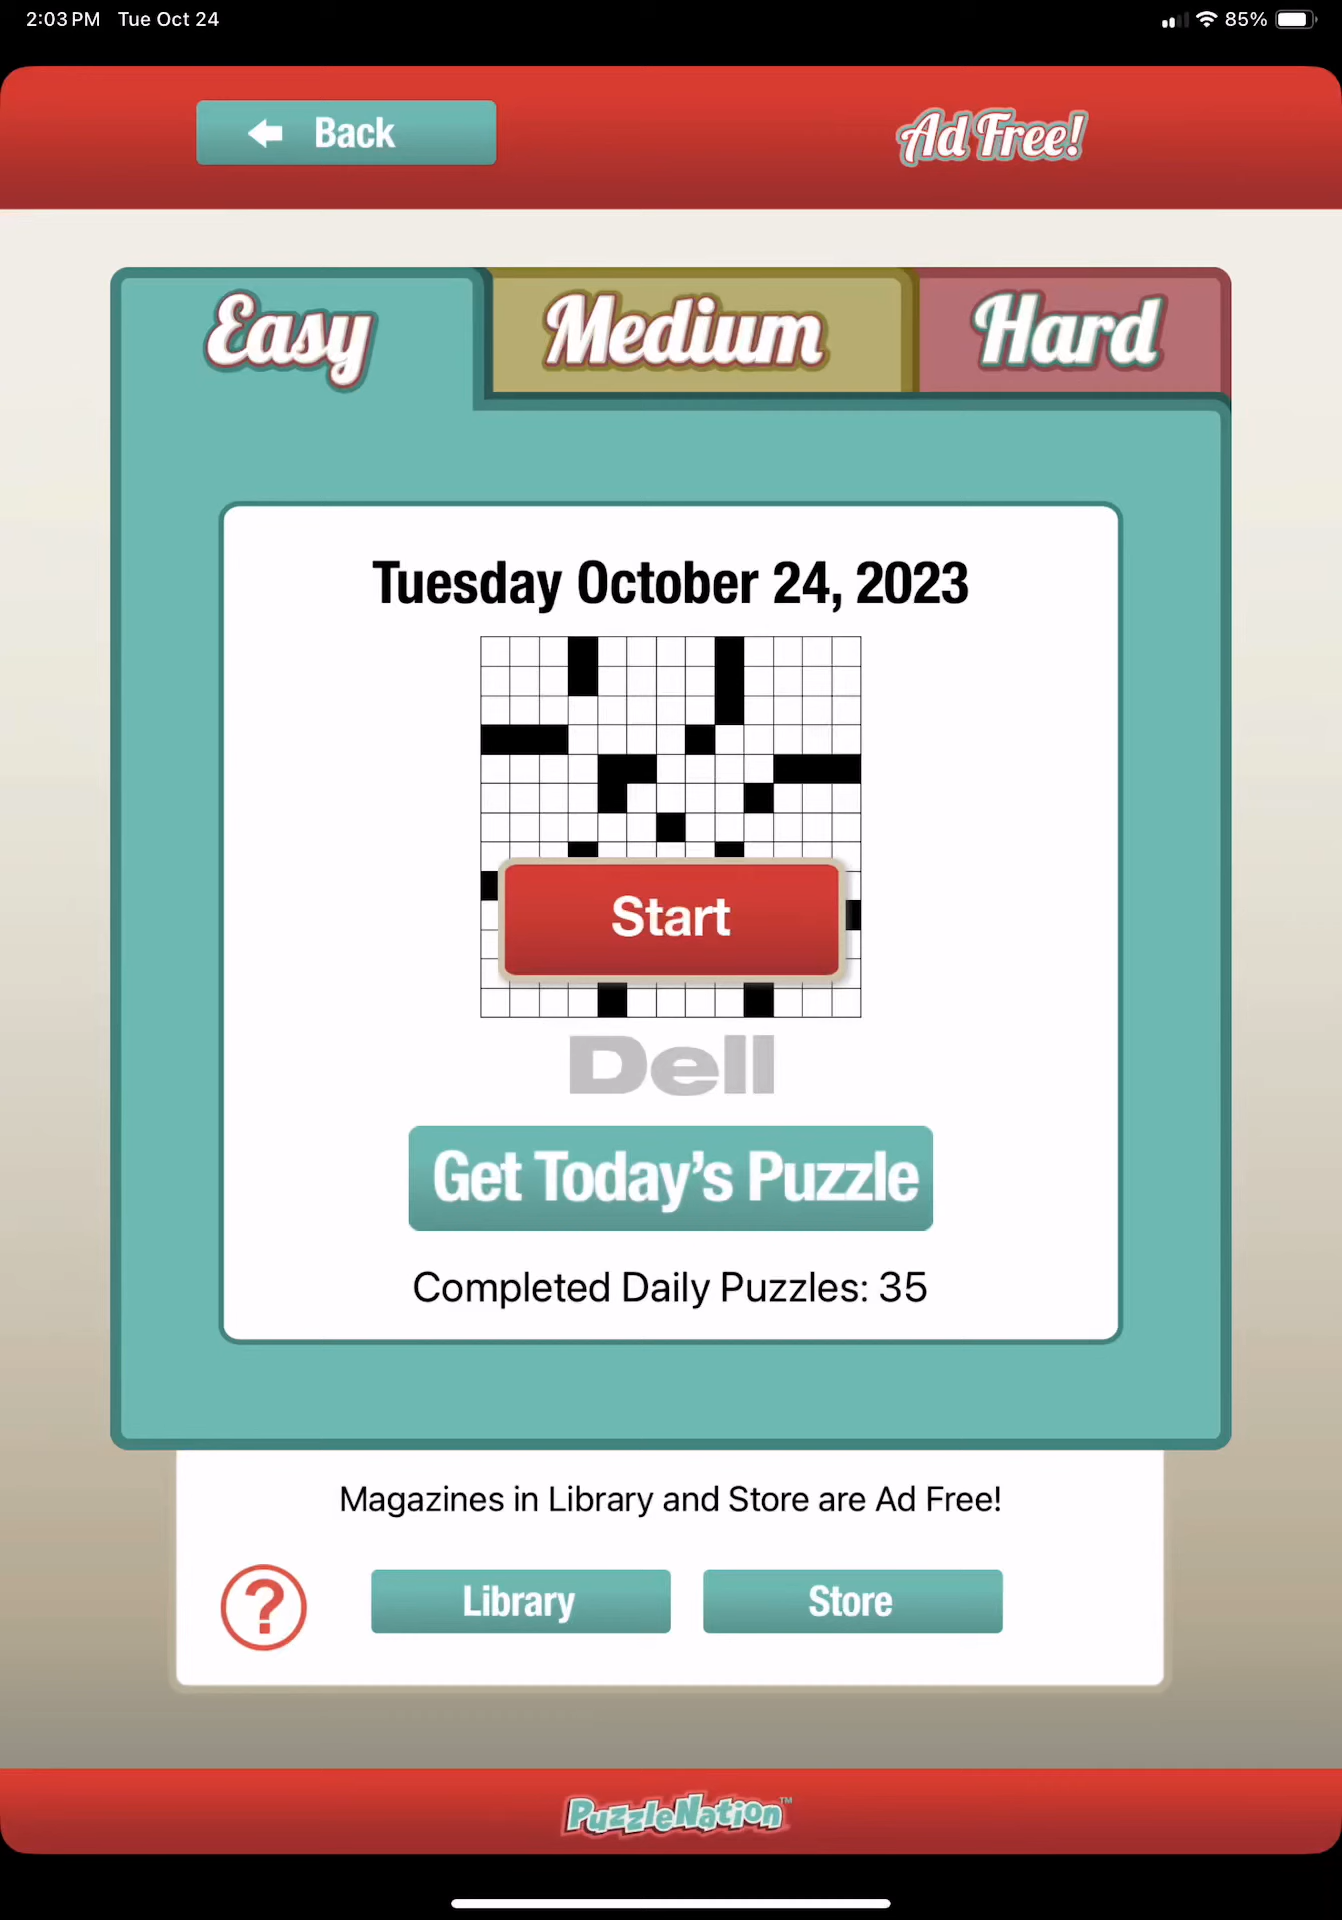 2:03 PM Tue Oct 24 85%
Back
Ad Free!
Easy Medium Hard
Tuesday October 24, 2023
Start
Dell
Get Today's Puzzle
Completed Daily Puzzles: 35
Magazines in Library and Store are Ad Free!
? Library Store
PuzzleNation™